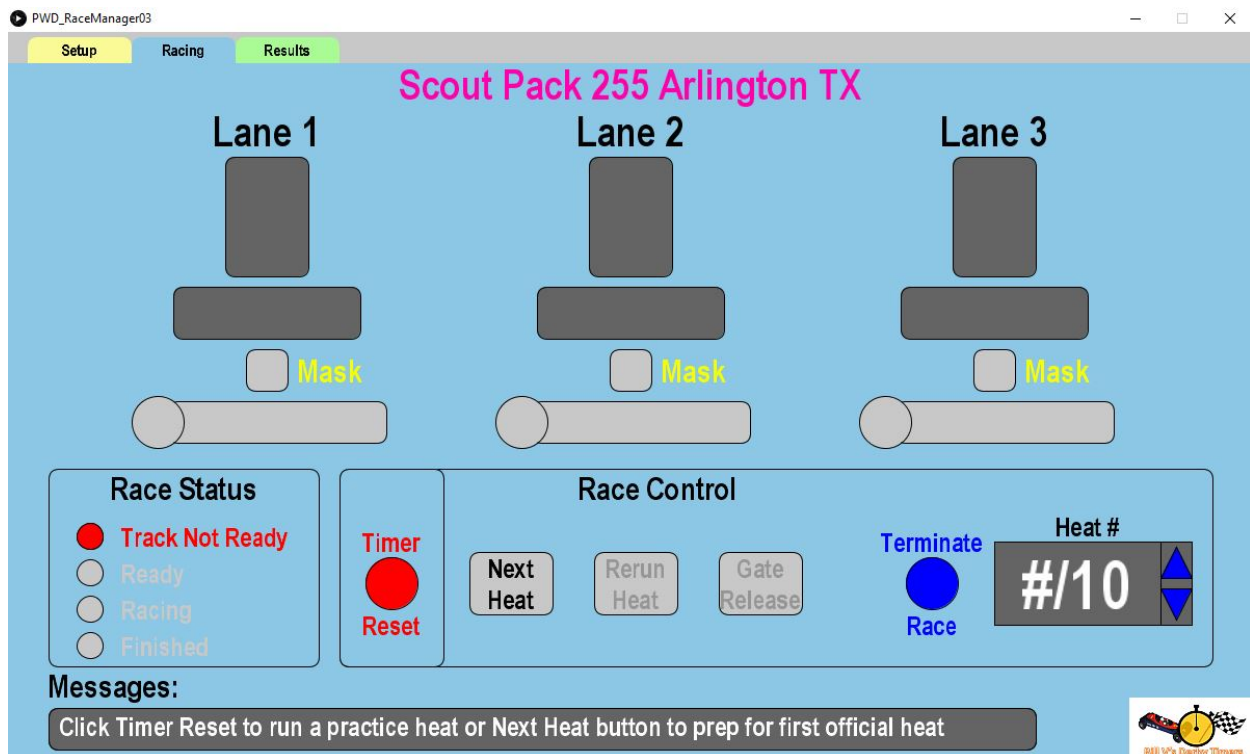 PWD_RaceManager03
Setup Racing Results
Scout Pack 255 Arlington TX
Lane 1 Lane 2 Lane 3
Mask Mask Mask
Race Status
Track Not Ready
Ready
Racing
Finished
Race Control
Timer
Reset
Next
Heat
Rerun
Heat
Gate
Release
Terminate
Race
Heat #
#/10
Messages:
Click Timer Reset to run a practice heat or Next Heat button to prep for first official heat
Bill W's Derby Timers